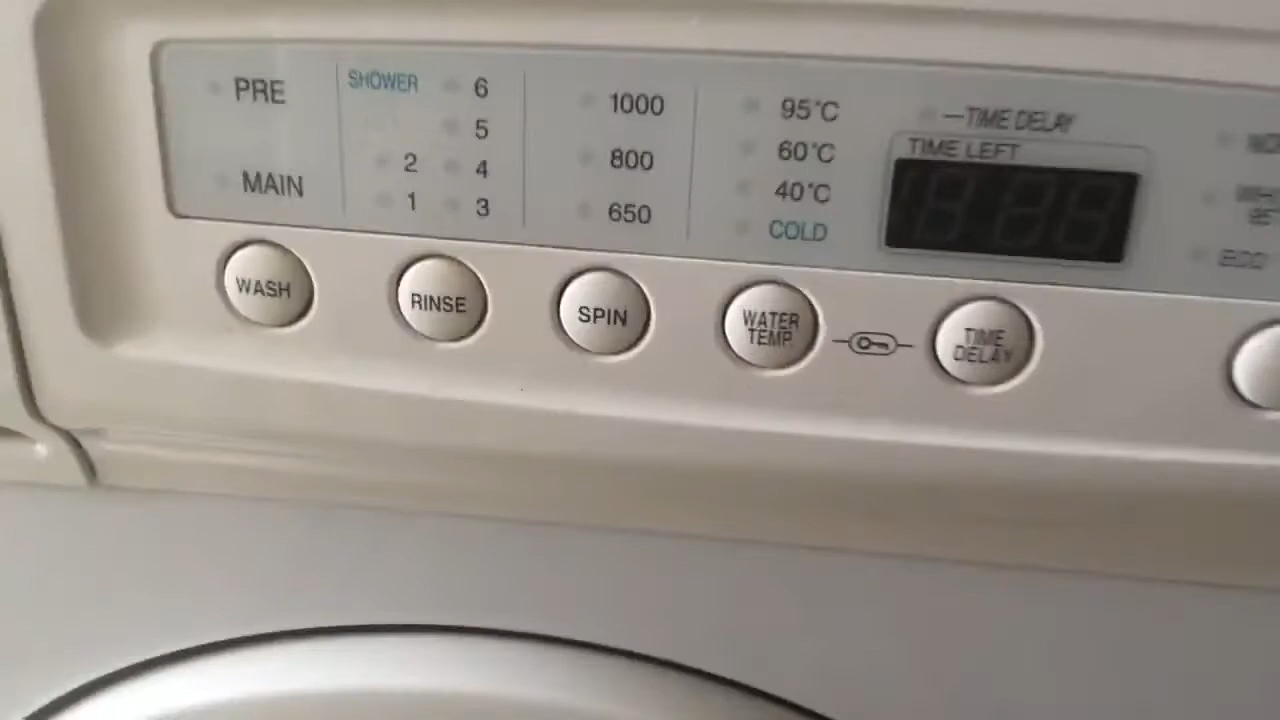 PRE
MAIN
SHOWER
6
5
2 4
1 3
1000
800
650
95°C
60°C
40°C
COLD
—TIME DELAY
TIME LEFT
WASH
RINSE
SPIN
WATER
TEMP.
TIME
DELAY
ECO